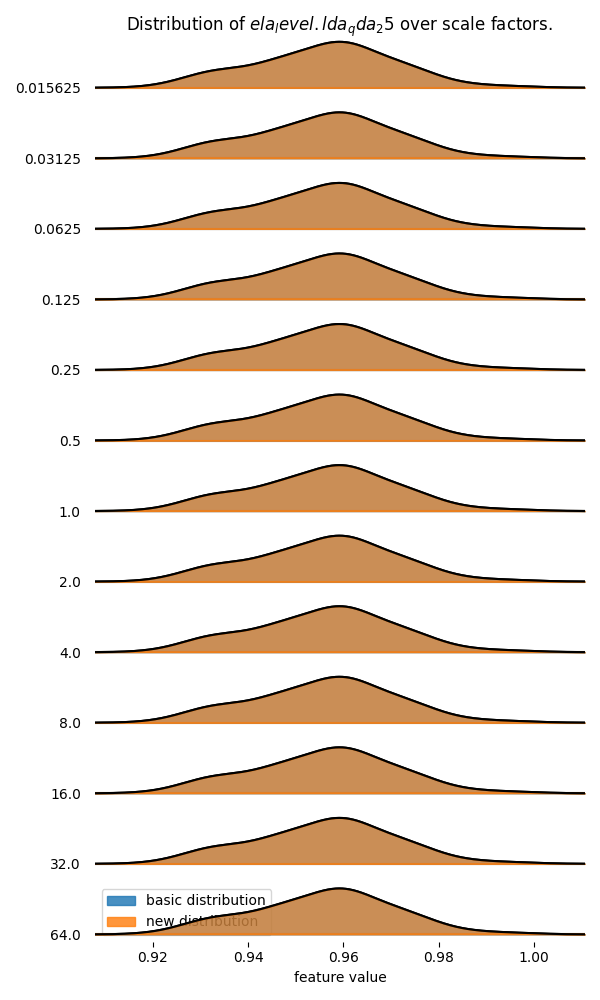 Distribution of elaₗevel.lda_qda₂5 over scale factors.
0.015625
0.03125
0.0625
0.125
0.25
0.5
1.0
2.0
4.0
8.0
16.0
32.0
basic distribution
new distribution
64.0
0.92 0.94 0.96 0.98 1.00
feature value